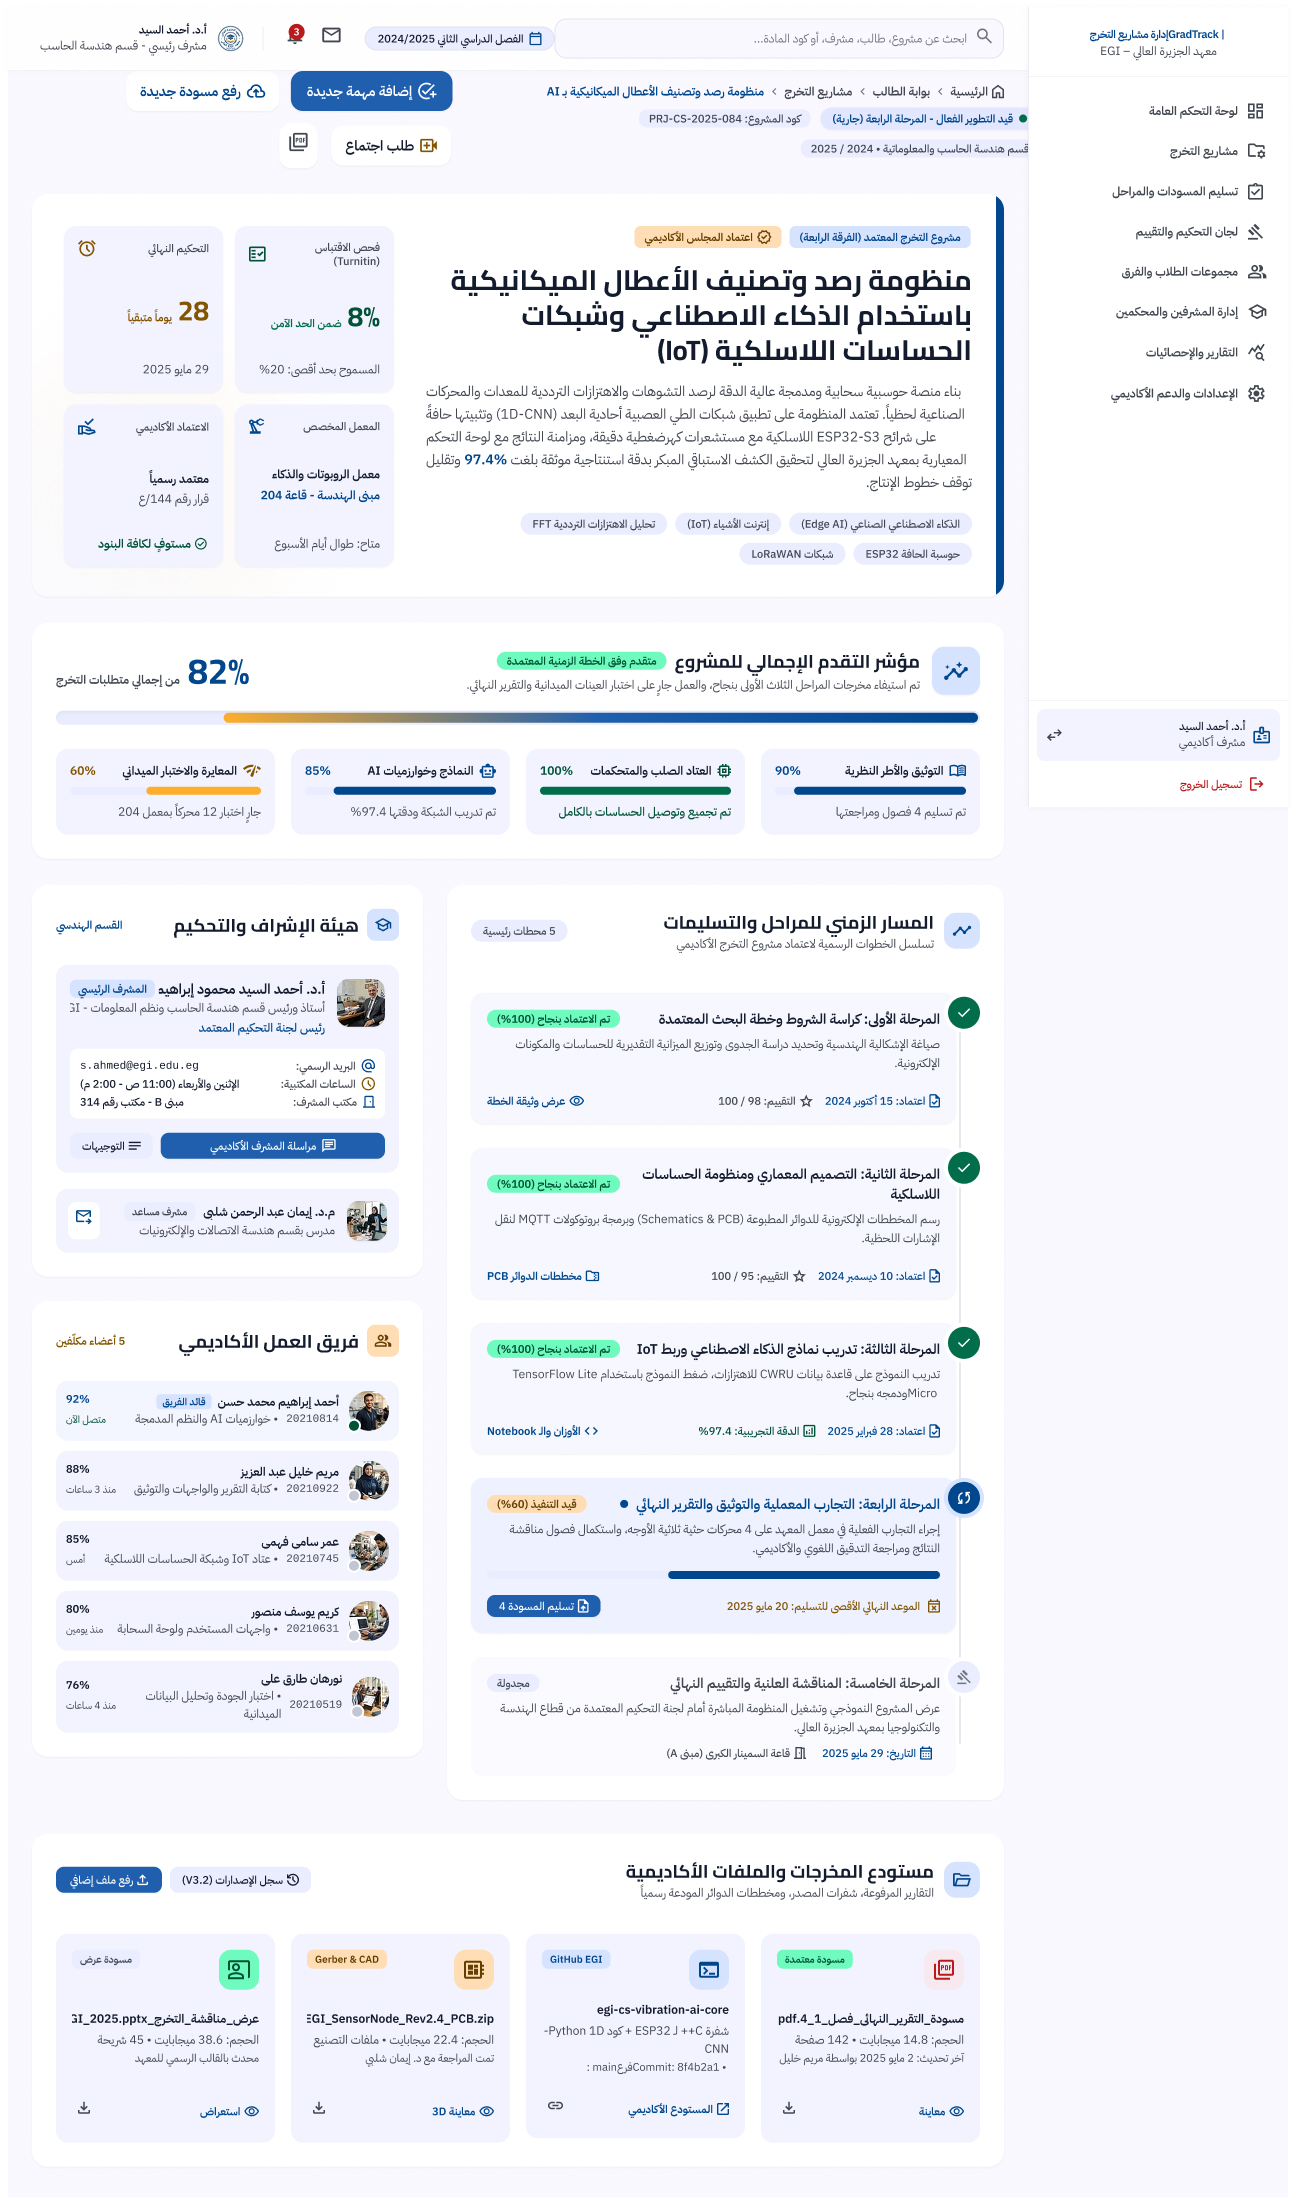 | GradTrackإدارة مشاريع التخرج
معهد الجزيرة العالي – EGI
لوحة التحكم العامة
مشاريع التخرج
تسليم المسودات والمراحل
لجان التحكيم والتقييم
مجموعات الطلاب والفرق
إدارة المشرفين والمحكمين
التقارير والإحصائيات
الإعدادات والدعم الأكاديمي
أ.د. أحمد السيد
مشرف أكاديمي
تسجيل الخروج
ابحث عن مشروع، طالب، مشرف، أو كود المادة...
الفصل الدراسي الثاني 2024/2025
3
أ.د. أحمد السيد
مشرف رئيسي - قسم هندسة الحاسب
الرئيسية
بوابة الطالب
مشاريع التخرج
منظومة رصد وتصنيف الأعطال الميكانيكية بـ AI
قيد التطوير الفعال - المرحلة الرابعة (جارية)
كود المشروع: PRJ-CS-2025-084
قسم هندسة الحاسب والمعلوماتية • 2024 / 2025
إضافة مهمة جديدة
رفع مسودة جديدة
طلب اجتماع
PDF
مشروع التخرج المعتمد (الفرقة الرابعة)
اعتماد المجلس الأكاديمي
منظومة رصد وتصنيف الأعطال الميكانيكية
باستخدام الذكاء الاصطناعي وشبكات
الحساسات اللاسلكية (IoT)
بناء منصة حوسبية سحابية ومدمجة عالية الدقة لرصد التشوهات والاهتزازات الترددية للمعدات والمحركات
الصناعية لحظياً. تعتمد المنظومة على تطبيق شبكات الطي العصبية أحادية البعد (1D-CNN) وتثبيتها حافةً
على شرائح ESP32-S3 اللاسلكية مع مستشعرات كهرضغطية دقيقة، ومزامنة النتائج مع لوحة التحكم
المعيارية بمعهد الجزيرة العالي لتحقيق الكشف الاستباقي المبكر بدقة استنتاجية موثقة بلغت 97.4% وتقليل
توقف خطوط الإنتاج.
الذكاء الاصطناعي الصناعي (Edge AI)
إنترنت الأشياء (IoT)
تحليل الاهتزازات الترددية FFT
حوسبة الحافة ESP32
شبكات LoRaWAN
فحص الاقتباس
(Turnitin)
8% ضمن الحد الآمن
المسموح بحد أقصى: 20%
التحكيم النهائي
28 يوماً متبقياً
29 مايو 2025
المعمل المخصص
معمل الروبوتات والذكاء
مبنى الهندسة - قاعة 204
متاح: طوال أيام الأسبوع
الاعتماد الأكاديمي
معتمد رسمياً
قرار رقم 144/ع
مستوفٍ لكافة البنود
مؤشر التقدم الإجمالي للمشروع
متقدم وفق الخطة الزمنية المعتمدة
تم استيفاء مخرجات المراحل الثلاث الأولى بنجاح، والعمل جارٍ على اختبار العينات الميدانية والتقرير النهائي.
82% من إجمالي متطلبات التخرج
التوثيق والأطر النظرية 90%
تم تسليم 4 فصول ومراجعتها
العتاد الصلب والمتحكمات 100%
تم تجميع وتوصيل الحساسات بالكامل
النماذج وخوارزميات AI 85%
تم تدريب الشبكة ودقتها 97.4%
المعايرة والاختبار الميداني 60%
جارٍ اختبار 12 محركاً بمعمل 204
المسار الزمني للمراحل والتسليمات
تسلسل الخطوات الرسمية لاعتماد مشروع التخرج الأكاديمي
5 محطات رئيسية
المرحلة الأولى: كراسة الشروط وخطة البحث المعتمدة
تم الاعتماد بنجاح (100%)
صياغة الإشكالية الهندسية وتحديد دراسة الجدوى وتوزيع الميزانية التقديرية للحساسات والمكونات
الإلكترونية.
اعتماد: 15 أكتوبر 2024
التقييم: 98 / 100
عرض وثيقة الخطة
المرحلة الثانية: التصميم المعماري ومنظومة الحساسات
اللاسلكية
تم الاعتماد بنجاح (100%)
رسم المخططات الإلكترونية للدوائر المطبوعة (Schematics & PCB) وبرمجة بروتوكولات MQTT لنقل
الإشارات اللحظية.
اعتماد: 10 ديسمبر 2024
التقييم: 95 / 100
مخططات الدوائر PCB
المرحلة الثالثة: تدريب نماذج الذكاء الاصطناعي وربط IoT
تم الاعتماد بنجاح (100%)
تدريب النموذج على قاعدة بيانات CWRU للاهتزازات، ضغط النموذج باستخدام TensorFlow Lite
Microودمجه بنجاح.
اعتماد: 28 فبراير 2025
الدقة التجريبية: 97.4%
الأوزان والـ Notebook
المرحلة الرابعة: التجارب المعملية والتوثيق والتقرير النهائي
قيد التنفيذ (60%)
إجراء التجارب الفعلية في معمل المعهد على 4 محركات حثية ثلاثية الأوجه، واستكمال فصول مناقشة
النتائج ومراجعة التدقيق اللغوي والأكاديمي.
الموعد النهائي الأقصى للتسليم: 20 مايو 2025
تسليم المسودة 4
المرحلة الخامسة: المناقشة العلنية والتقييم النهائي
مجدولة
عرض المشروع النموذجي وتشغيل المنظومة المباشرة أمام لجنة التحكيم المعتمدة من قطاع الهندسة
والتكنولوجيا بمعهد الجزيرة العالي.
التاريخ: 29 مايو 2025
قاعة السمينار الكبرى (مبنى A)
هيئة الإشراف والتحكيم
القسم الهندسي
أ.د. أحمد السيد محمود إبراهيم
المشرف الرئيسي
أستاذ ورئيس قسم هندسة الحاسب ونظم المعلومات - EGI
رئيس لجنة التحكيم المعتمد
البريد الرسمي: s.ahmed@egi.edu.eg
الساعات المكتبية: الإثنين والأربعاء (11:00 ص - 2:00 م)
مكتب المشرف: مبنى B - مكتب رقم 314
مراسلة المشرف الأكاديمي
التوجيهات
م.د. إيمان عبد الرحمن شلبي
مشرف مساعد
مدرس بقسم هندسة الاتصالات والإلكترونيات
فريق العمل الأكاديمي
5 أعضاء مكلّفين
أحمد إبراهيم محمد حسن
قائد الفريق
92%
20210814 • خوارزميات AI والنظم المدمجة
متصل الآن
مريم خليل عبد العزيز
88%
20210922 • كتابة التقرير والواجهات والتوثيق
منذ 3 ساعات
عمر سامي فهمي
85%
20210745 • عتاد IoT وشبكة الحساسات اللاسلكية
أمس
كريم يوسف منصور
80%
20210631 • واجهات المستخدم ولوحة السحابة
منذ يومين
نورهان طارق علي
76%
20210519 • اختبار الجودة وتحليل البيانات
الميدانية
منذ 4 ساعات
مستودع المخرجات والملفات الأكاديمية
التقارير المرفوعة، شفرات المصدر، ومخططات الدوائر المودعة رسمياً
سجل الإصدارات (V3.2)
رفع ملف إضافي
PDF
مسودة معتمدة
مسودة_التقرير_النهائي_فصل_1_4.pdf
الحجم: 14.8 ميجابايت • 142 صفحة
آخر تحديث: 2 مايو 2025 بواسطة مريم خليل
معاينة
GitHub EGI
egi-cs-vibration-ai-core
شفرة C++ لـ ESP32 + كود Python 1D-
CNN
• Commit: 8f4b2a1فرعmain :
المستودع الأكاديمي
Gerber & CAD
EGI_SensorNode_Rev2.4_PCB.zip
الحجم: 22.4 ميجابايت • ملفات التصنيع
تمت المراجعة مع د. إيمان شلبي
معاينة 3D
مسودة عرض
عرض_مناقشة_التخرج_EGI_2025.pptx
الحجم: 38.6 ميجابايت • 45 شريحة
محدث بالقالب الرسمي للمعهد
استعراض